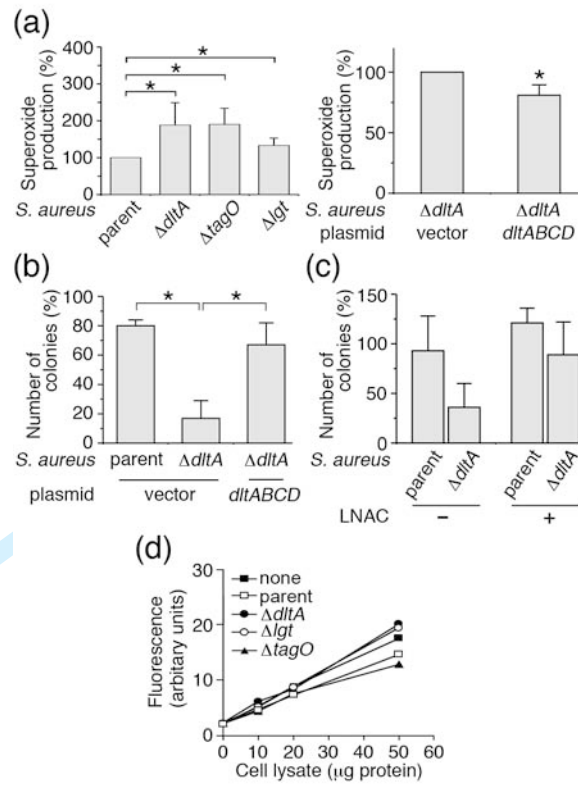 (a)
Superoxide
production (%)
400
300
200
100
0
* * *
S. aureus
parent ΔdltA ΔtagO Δlgt
Superoxide
production (%)
100
75
50
25
0
*
S. aureus ΔdltA ΔdltA
plasmid vector dltABCD
(b)
Number of
colonies (%)
100
80
60
40
20
0
* *
S. aureus parent ΔdltA ΔdltA
plasmid vector dltABCD
(c)
Number of
colonies (%)
150
100
50
0
S. aureus
parent ΔdltA parent ΔdltA
LNAC − +
(d)
Fluorescence
(arbitary units)
30
20
10
0
none
parent
ΔdltA
Δlgt
ΔtagO
0 10 20 30 40 50 60
Cell lysate (μg protein)